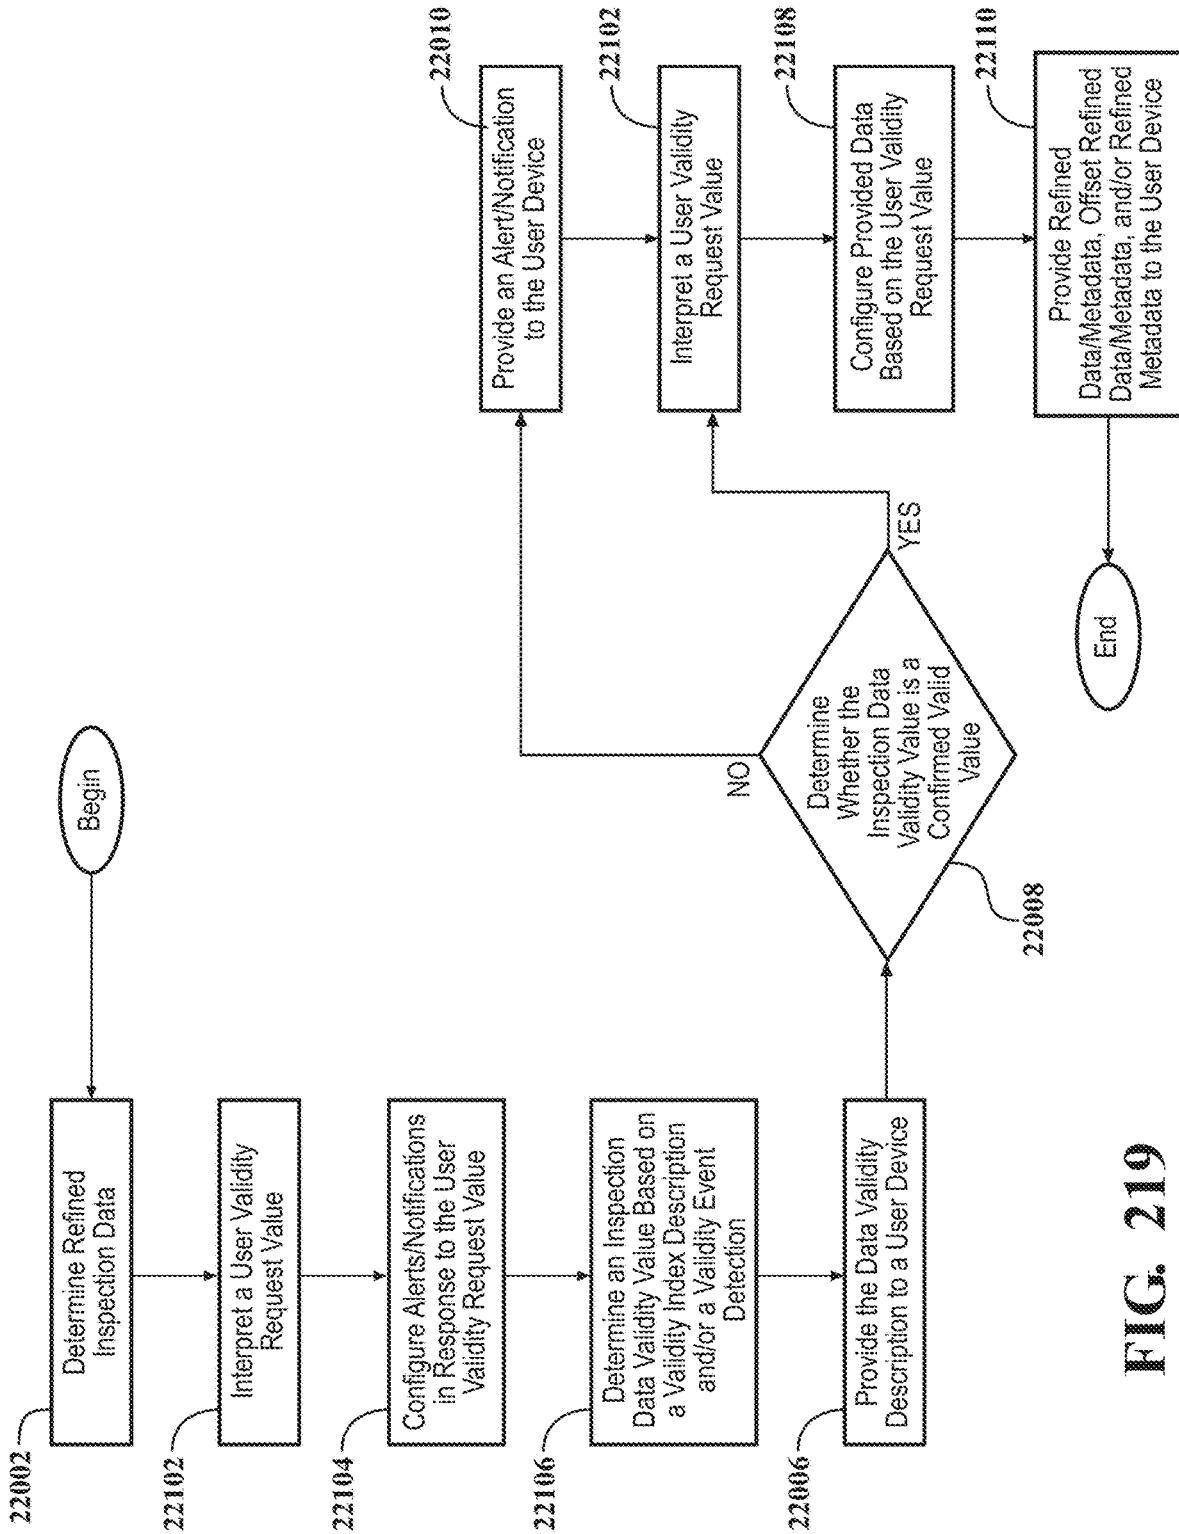 Begin
22002
Determine Refined
Inspection Data
22102
Interpret a User Validity
Request Value
22104
Configure Alerts/Notifications
in Response to the User
Validity Request Value
22106
Determine an Inspection
Data Validity Value Based on
a Validity Index Description
and/or a Validity Event
Detection
22006
Provide the Data Validity
Description to a User Device
22008
Determine
Whether the
Inspection Data
Validity Value is a
Confirmed Valid
Value
NO
YES
22010
Provide an Alert/Notification
to the User Device
22102
Interpret a User Validity
Request Value
22108
Configure Provided Data
Based on the User Validity
Request Value
22110
Provide Refined
Data/Metadata, Offset Refined
Data/Metadata, and/or Refined
Metadata to the User Device
End
FIG. 219